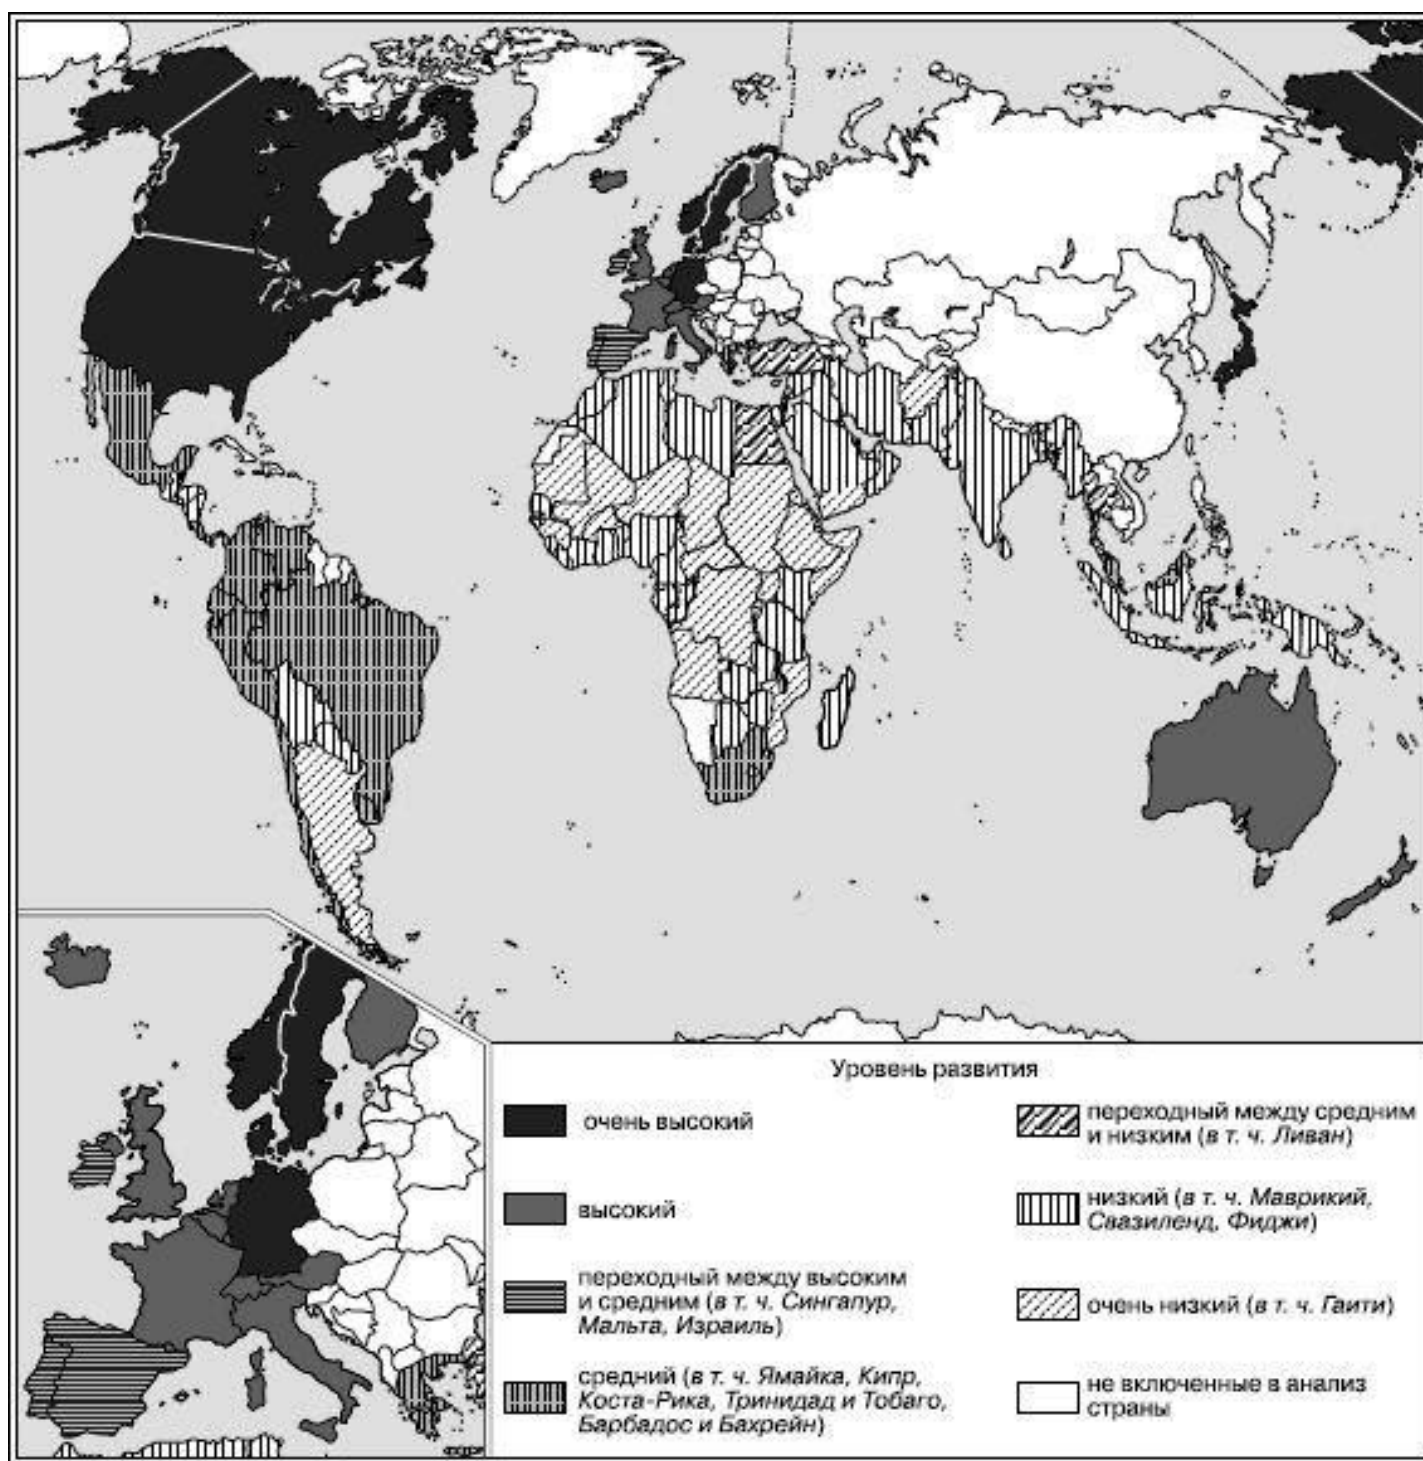 Уровень развития
очень высокий
высокий
переходный между высоким
и средним (в т. ч. Сингапур,
Мальта, Израиль)
средний (в т. ч. Ямайка, Кипр,
Коста-Рика, Тринидад и Тобаго,
Барбадос и Бахрейн)
переходный между средним
и низким (в т. ч. Ливан)
низкий (в т. ч. Маврикий,
Свазиленд, Фиджи)
очень низкий (в т. ч. Гаити)
не включенные в анализ
страны